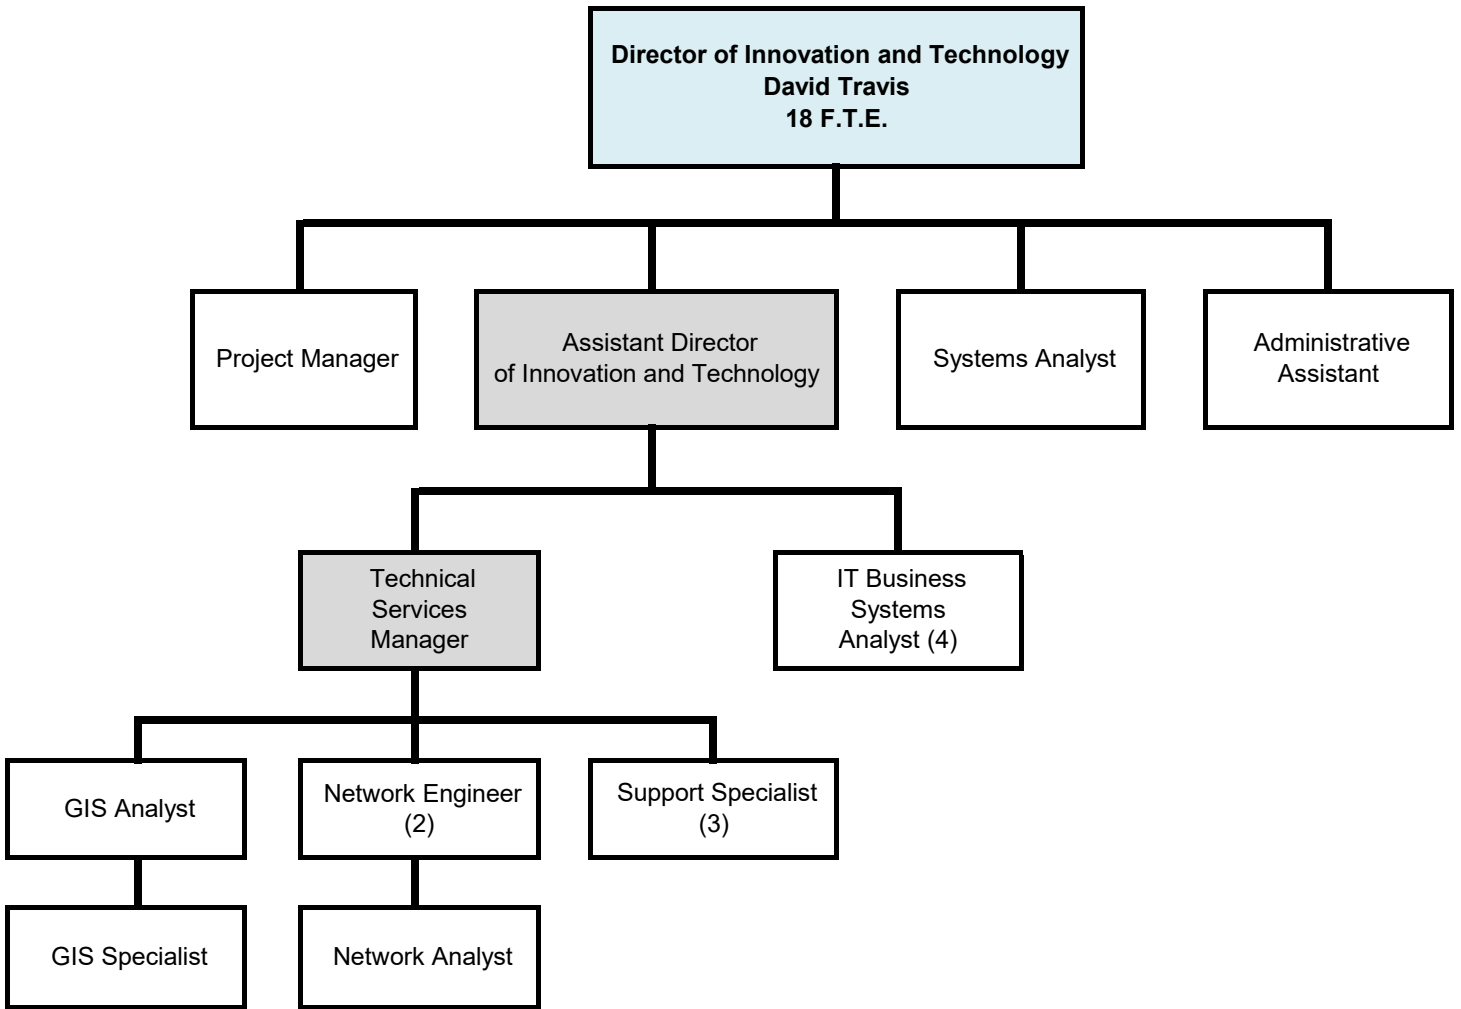 Director of Innovation and Technology
David Travis
18 F.T.E.
Project Manager
Assistant Director
of Innovation and Technology
Systems Analyst
Administrative
Assistant
Technical
Services
Manager
IT Business
Systems
Analyst (4)
GIS Analyst
Network Engineer
(2)
Support Specialist
(3)
GIS Specialist
Network Analyst